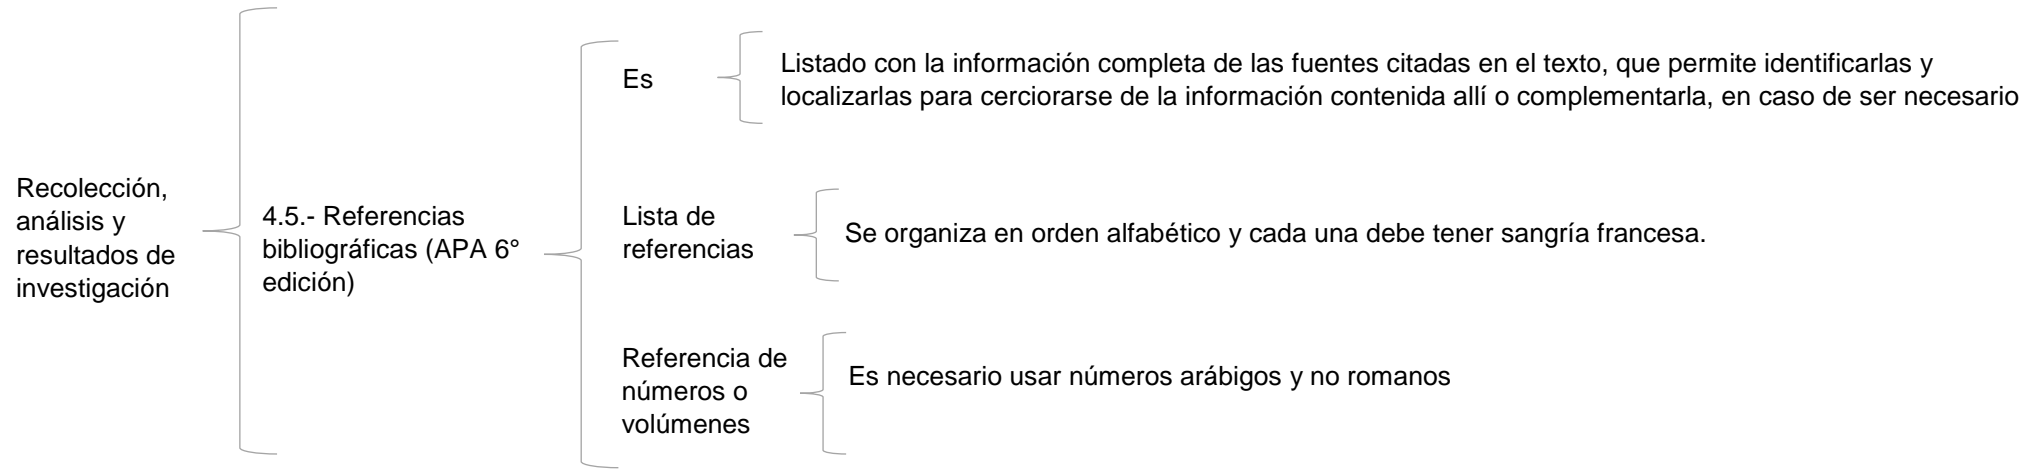 Recolección,
análisis y
resultados de
investigación
4.5.- Referencias
bibliográficas (APA 6°
edición)
Es
Listado con la información completa de las fuentes citadas en el texto, que permite identificarlas y
localizarlas para cerciorarse de la información contenida allí o complementarla, en caso de ser necesario
Lista de
referencias
Se organiza en orden alfabético y cada una debe tener sangría francesa.
Referencia de
números o
volúmenes
Es necesario usar números arábigos y no romanos